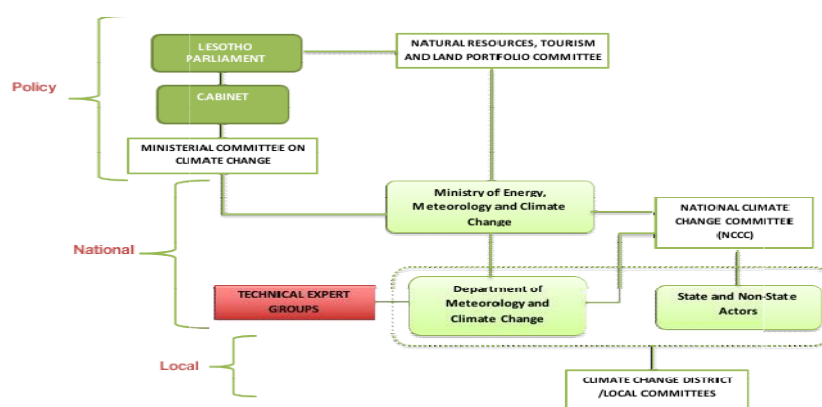 LESOTHO
PARLIAMENT
NATURAL RESOURCES, TOURISM
AND LAND PORTFOLIO COMMITTEE
Policy
CABINET
MINISTERIAL COMMITTEE ON
CLIMATE CHANGE
Ministry of Energy,
Meteorology and Climate
Change
NATIONAL CLIMATE
CHANGE COMMITTEE
(NCCC)
National
TECHNICAL EXPERT
GROUPS
Department of
Meteorology and
Climate Change
State and Non-State
Actors
Local
CLIMATE CHANGE DISTRICT
/LOCAL COMMITTEES